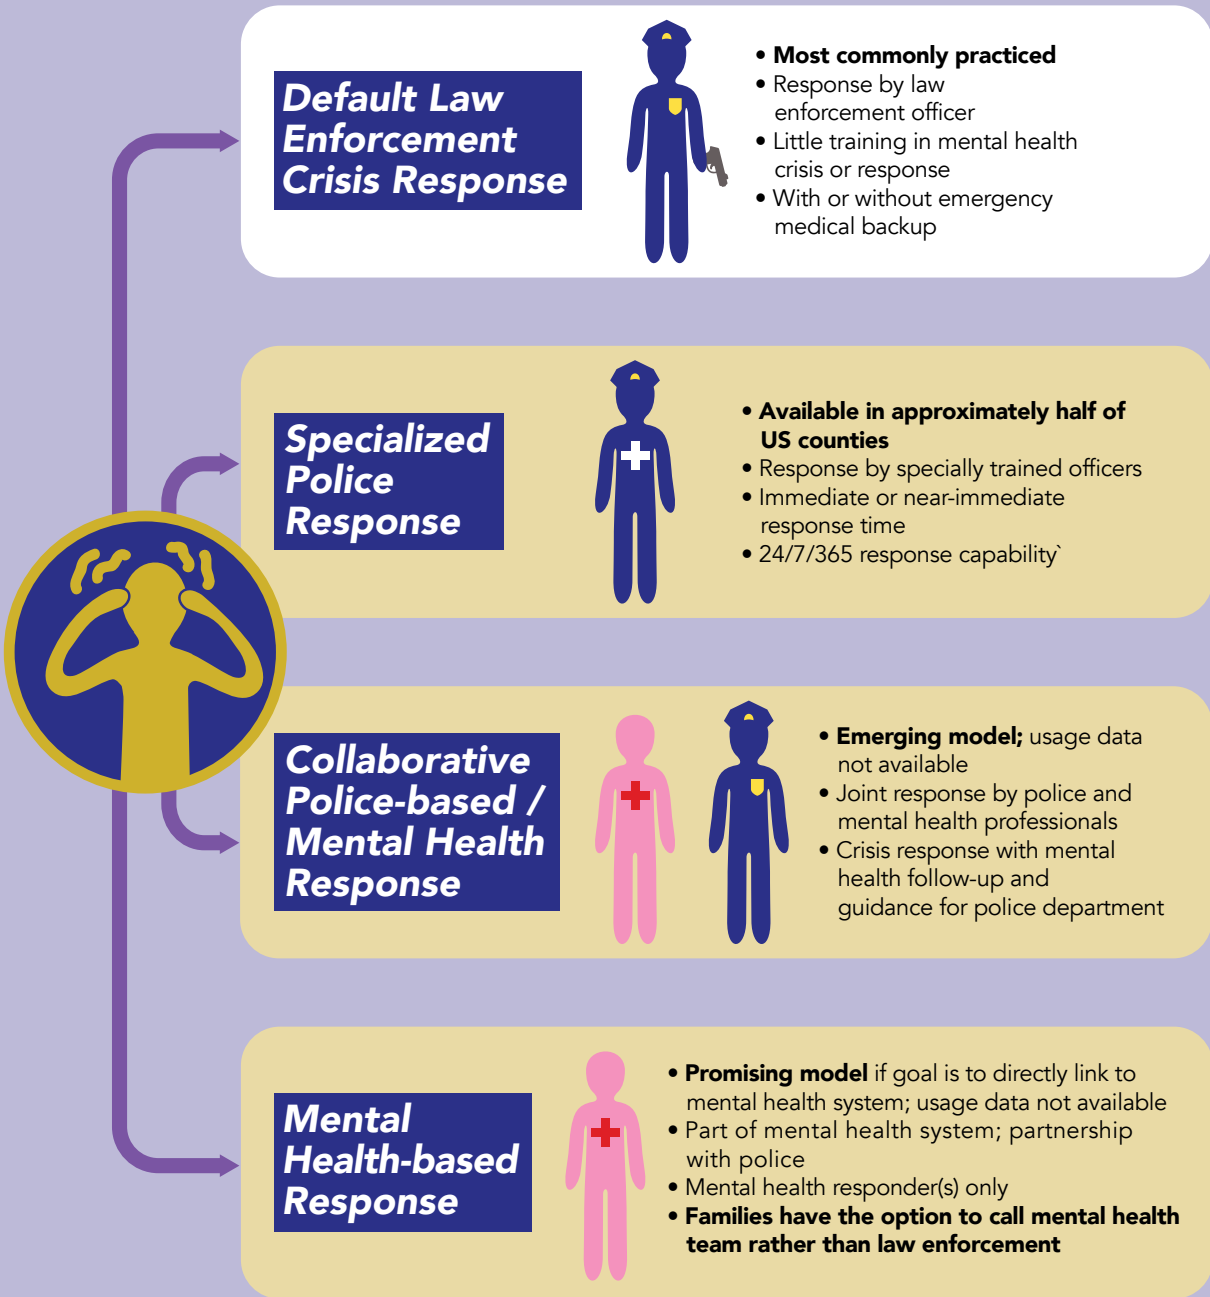 Default Law
Enforcement
Crisis Response
• Most commonly practiced
• Response by law
enforcement officer
• Little training in mental health
crisis or response
• With or without emergency
medical backup
Specialized
Police
Response
• Available in approximately half of
US counties
• Response by specially trained officers
• Immediate or near-immediate
response time
• 24/7/365 response capability`
Collaborative
Police-based /
Mental Health
Response
• Emerging model; usage data
not available
• Joint response by police and
mental health professionals
• Crisis response with mental
health follow-up and
guidance for police department
Mental
Health-based
Response
• Promising model if goal is to directly link to
mental health system; usage data not available
• Part of mental health system; partnership
with police
• Mental health responder(s) only
• Families have the option to call mental health
team rather than law enforcement